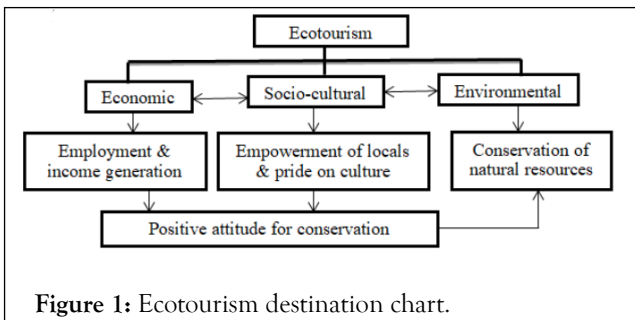 Ecotourism
Economic
Socio-cultural
Environmental
Employment &
income generation
Empowerment of locals
& pride on culture
Conservation of
natural resources
Positive attitude for conservation
Figure 1: Ecotourism destination chart.